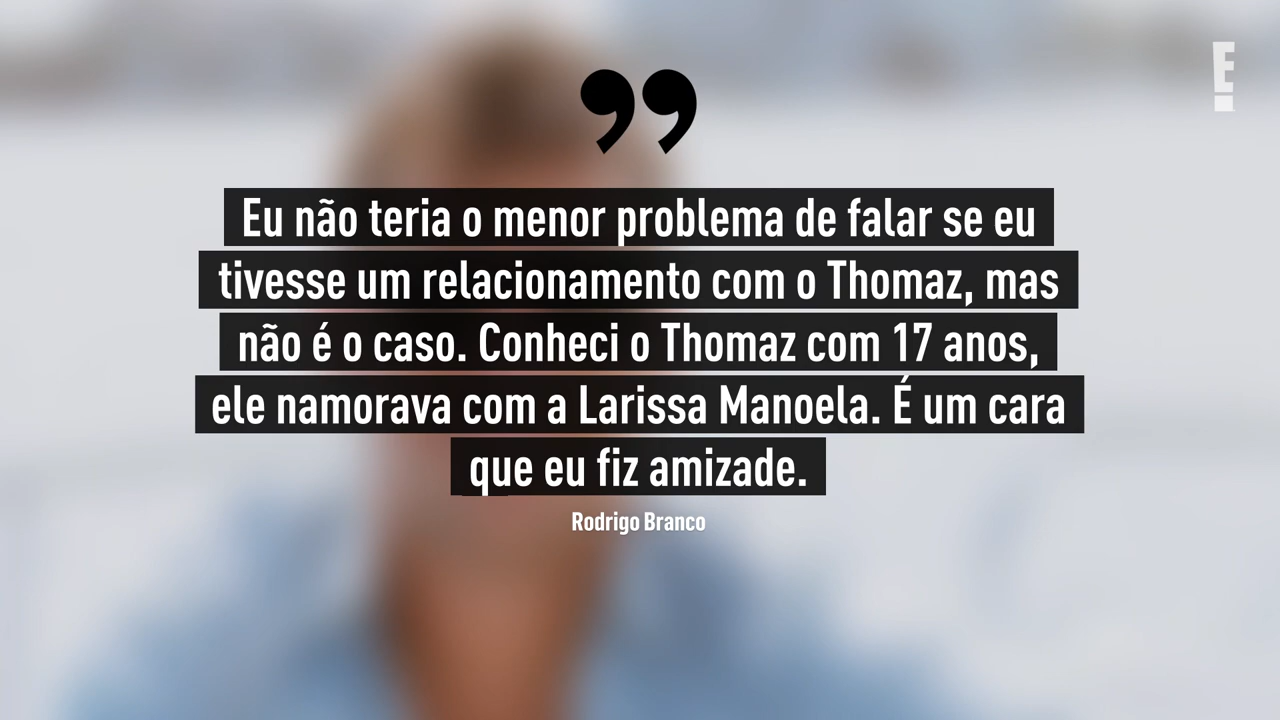 E!
”
Eu não teria o menor problema de falar se eu
tivesse um relacionamento com o Thomaz, mas
não é o caso. Conheci o Thomaz com 17 anos,
ele namorava com a Larissa Manoela. É um cara
que eu fiz amizade.
Rodrigo Branco